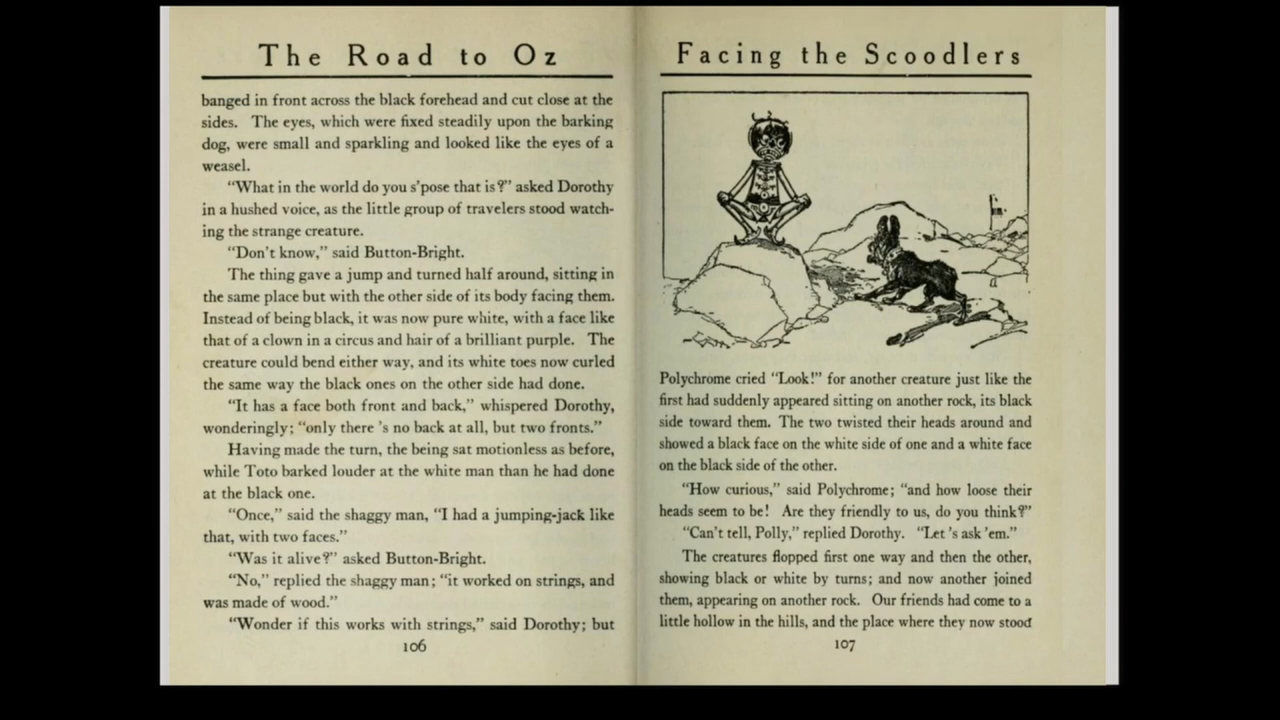 The Road to Oz
banged in front across the black forehead and cut close at the
sides. The eyes, which were fixed steadily upon the barking
dog, were small and sparkling and looked like the eyes of a
weasel.
“What in the world do you s’pose that is?” asked Dorothy
in a hushed voice, as the little group of travelers stood watch-
ing the strange creature.
“Don’t know,” said Button-Bright.
The thing gave a jump and turned half around, sitting in
the same place but with the other side of its body facing them.
Instead of being black, it was now pure white, with a face like
that of a clown in a circus and hair of a brilliant purple. The
creature could bend either way, and its white toes now curled
the same way the black ones on the other side had done.
“It has a face both front and back,” whispered Dorothy,
wonderingly; “only there ’s no back at all, but two fronts.”
Having made the turn, the being sat motionless as before,
while Toto barked louder at the white man than he had done
at the black one.
“Once,” said the shaggy man, “I had a jumping-jack like
that, with two faces.”
“Was it alive?” asked Button-Bright.
“No,” replied the shaggy man; “it worked on strings, and
was made of wood.”
“Wonder if this works with strings,” said Dorothy; but
106
Facing the Scoodlers
Polychrome cried “Look!” for another creature just like the
first had suddenly appeared sitting on another rock, its black
side toward them. The two twisted their heads around and
showed a black face on the white side of one and a white face
on the black side of the other.
“How curious,” said Polychrome; “and how loose their
heads seem to be! Are they friendly to us, do you think?”
“Can’t tell, Polly,” replied Dorothy. “Let ’s ask ’em.”
The creatures flopped first one way and then the other,
showing black or white by turns; and now another joined
them, appearing on another rock. Our friends had come to a
little hollow in the hills, and the place where they now stood
107